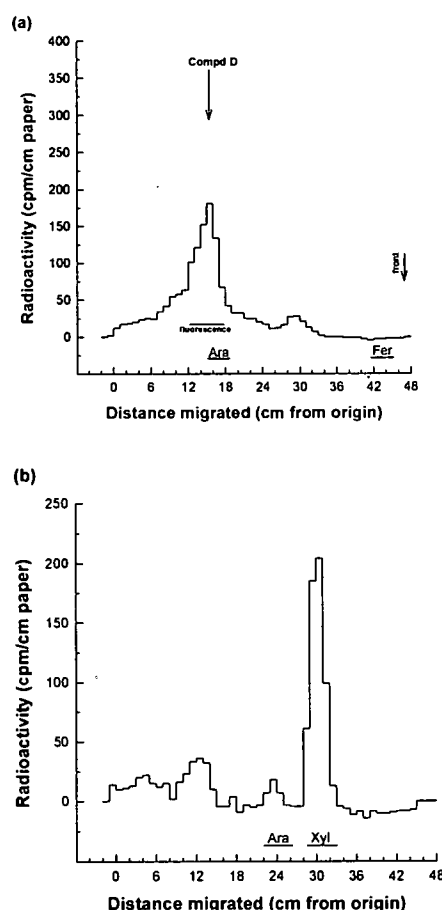 (a)
Compd D
400
350
300
250
200
150
100
50
0
Radioactivity (cpm/cm paper)
front
fluorescence
Ara
Fer
0 6 12 18 24 30 36 42 48
Distance migrated (cm from origin)
(b)
250
200
150
100
50
0
Radioactivity (cpm/cm paper)
Ara
Xyl
0 6 12 18 24 30 36 42 48
Distance migrated (cm from origin)